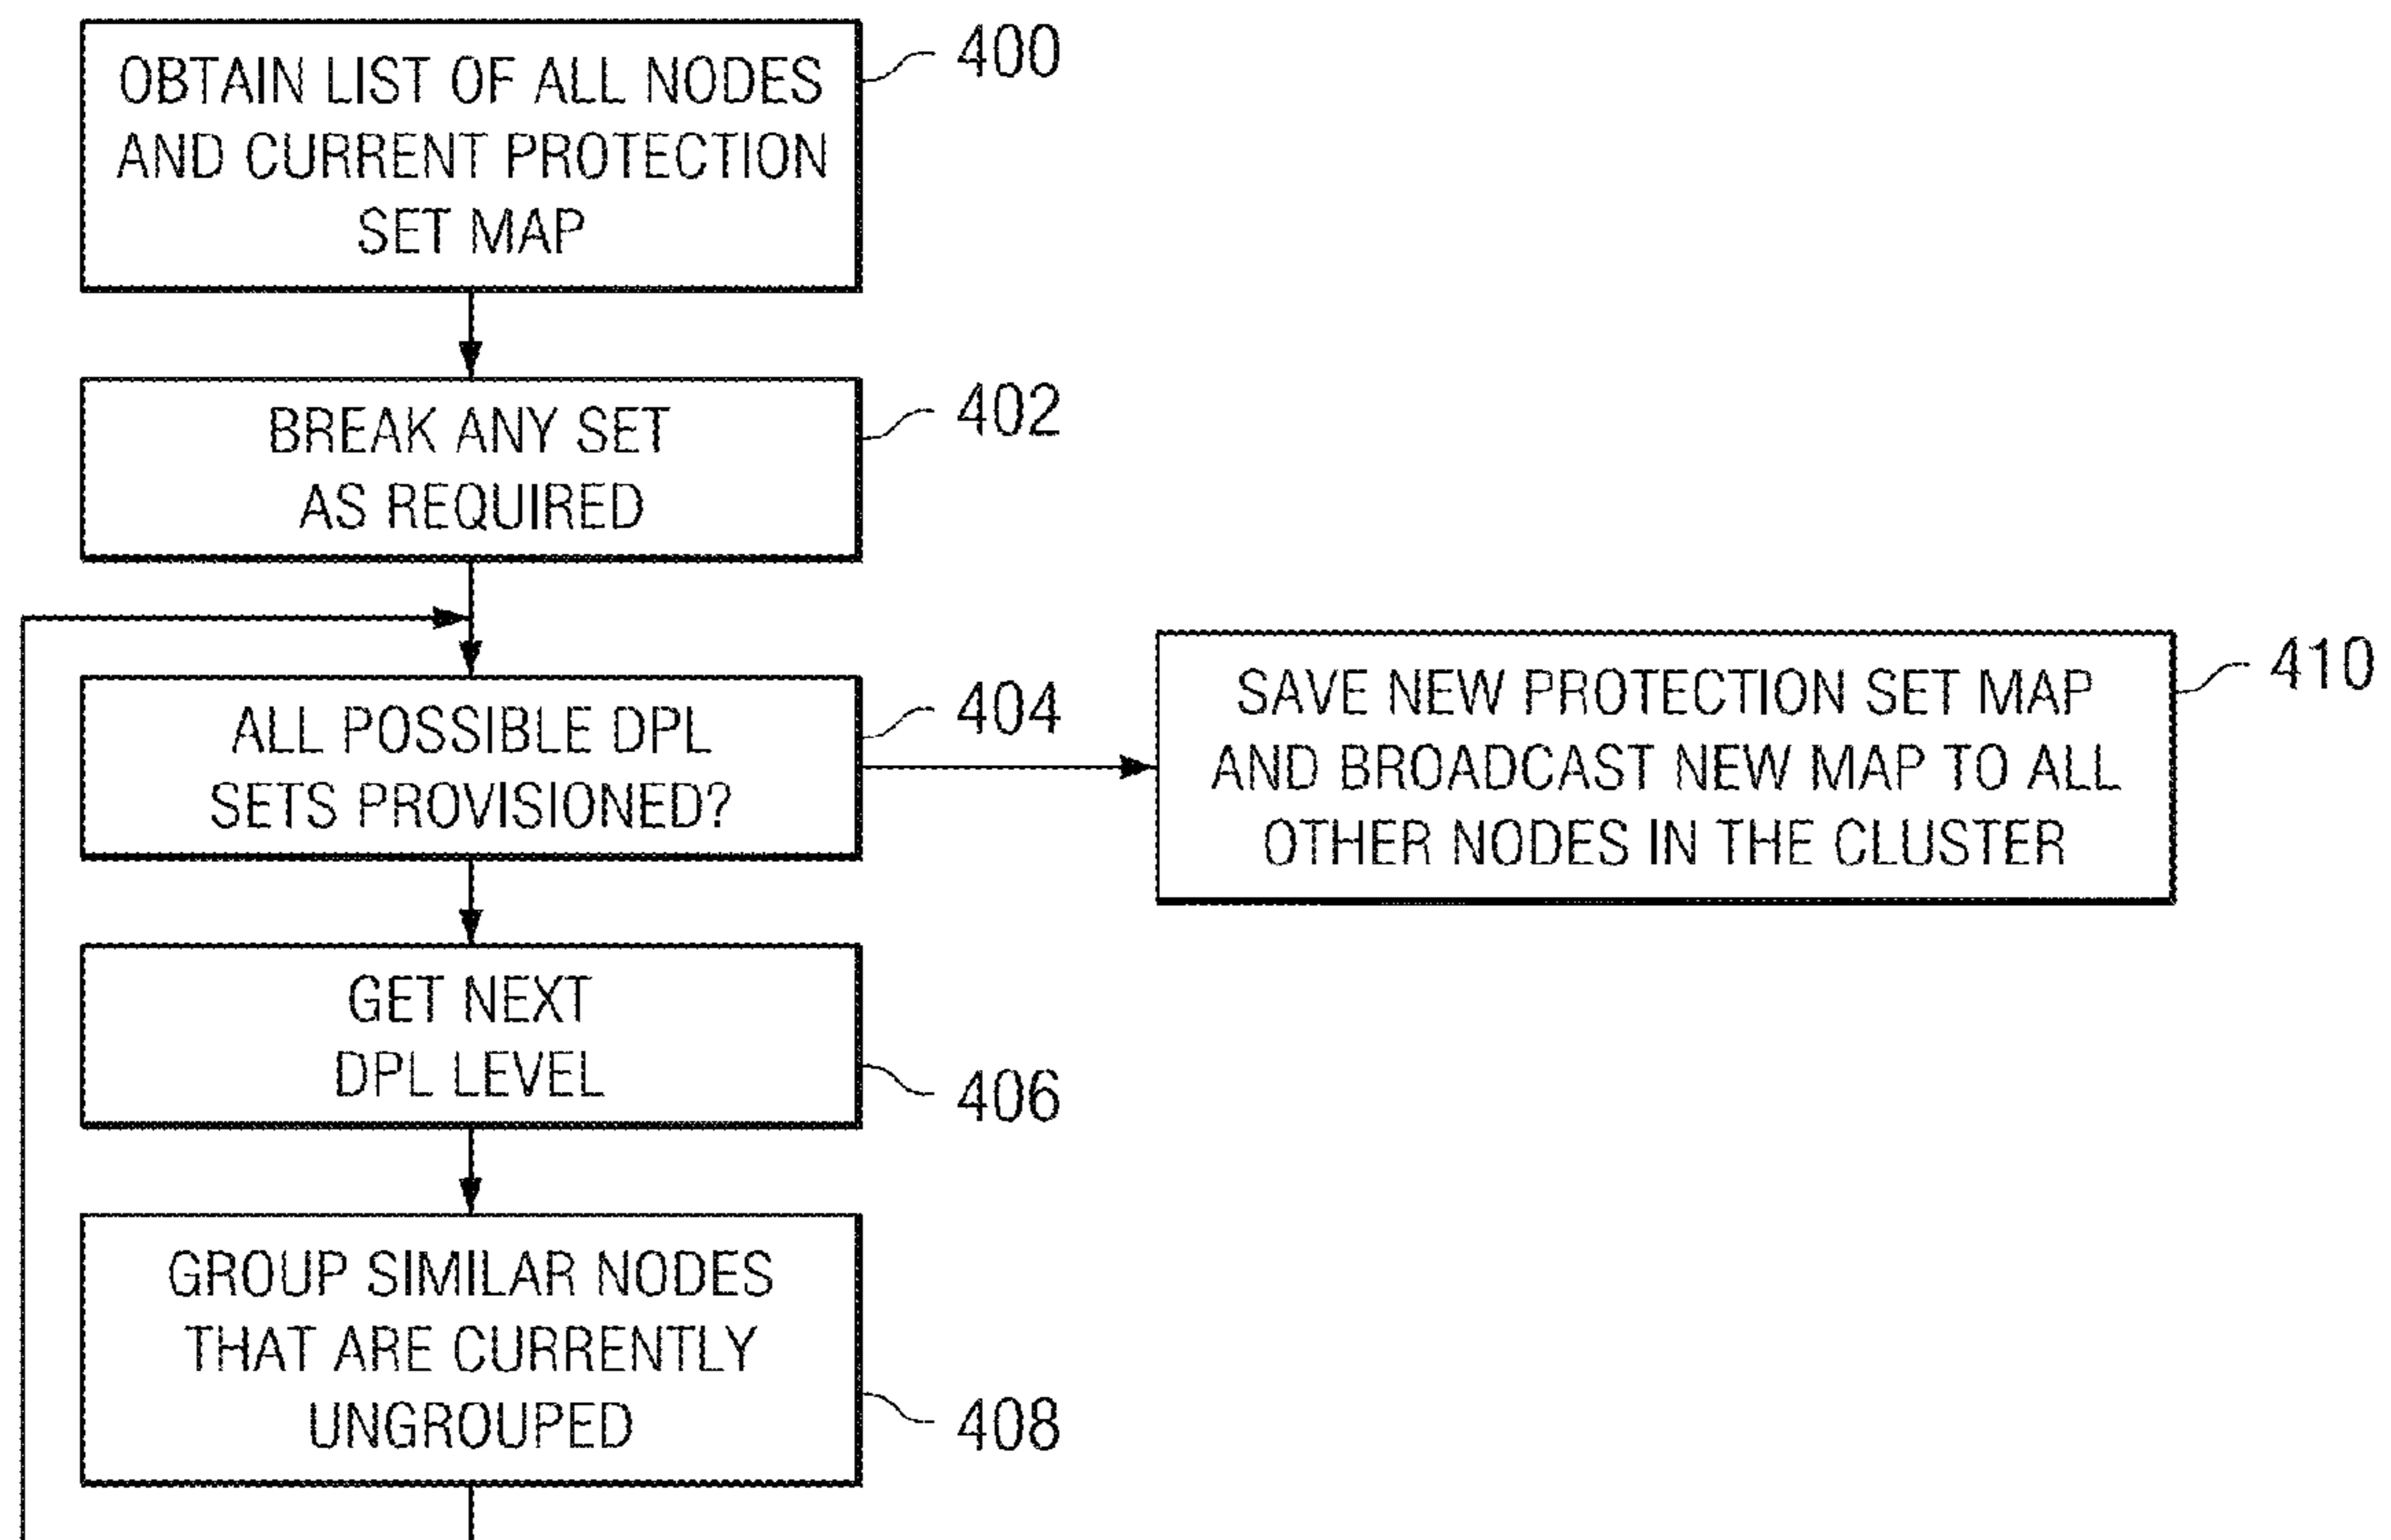 OBTAIN LIST OF ALL NODES
AND CURRENT PROTECTION
SET MAP
400
BREAK ANY SET
AS REQUIRED
402
ALL POSSIBLE DPL
SETS PROVISIONED?
404
SAVE NEW PROTECTION SET MAP
AND BROADCAST NEW MAP TO ALL
OTHER NODES IN THE CLUSTER
410
GET NEXT
DPL LEVEL
406
GROUP SIMILAR NODES
THAT ARE CURRENTLY
UNGROUPED
408